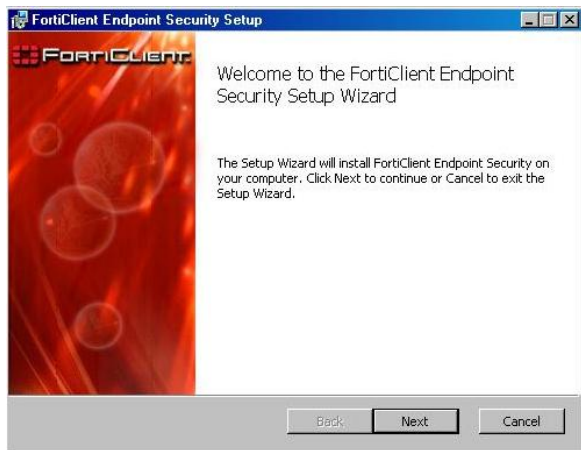 FortiClient Endpoint Security Setup
FORTICLIENT
Welcome to the FortiClient Endpoint
Security Setup Wizard
The Setup Wizard will install FortiClient Endpoint Security on
your computer. Click Next to continue or Cancel to exit the
Setup Wizard.
Back Next Cancel